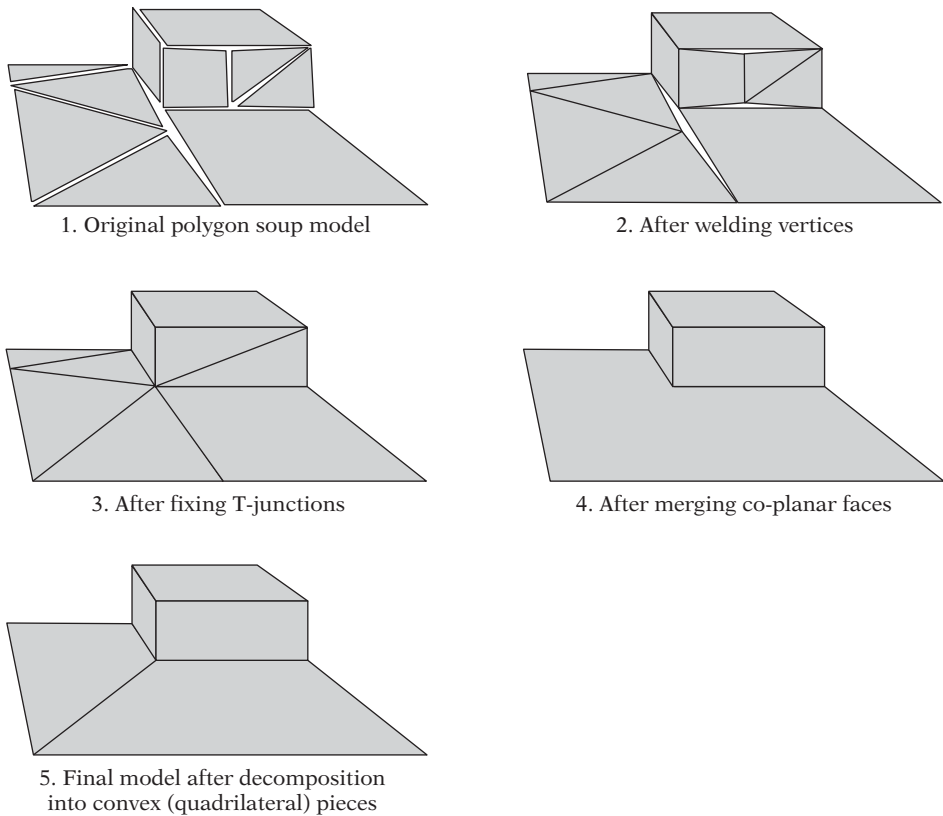 1. Original polygon soup model
2. After welding vertices
3. After fixing T-junctions
4. After merging co-planar faces
5. Final model after decomposition
into convex (quadrilateral) pieces